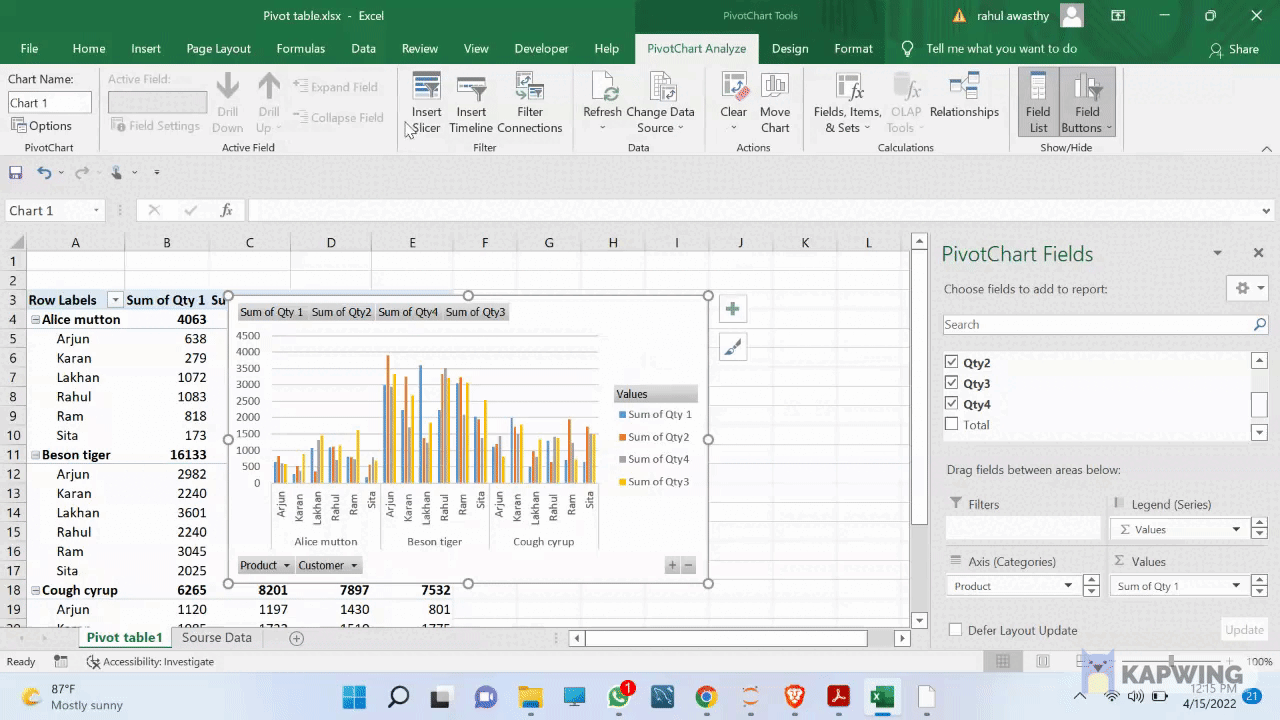 Pivot table.xlsx - Excel
PivotChart Tools
rahul awasthy
File Home Insert Page Layout Formulas Data Review View Developer Help PivotChart Analyze Design Format Tell me what you want to do Share
Chart Name:
Chart 1
Options
PivotChart
Active Field:
Field Settings
Drill Down
Drill Up
Expand Field
Collapse Field
Active Field
Insert Slicer
Insert Timeline
Filter Connections
Filter
Refresh
Change Data Source
Data
Clear
Move Chart
Actions
Fields, Items, & Sets
OLAP Tools
Relationships
Calculations
Field List
Field Buttons
Show/Hide
Chart 1
fx
A B C D E F G H I J K L
1
2
3 Row Labels Sum of Qty 1 Su
4 Alice mutton 4063
5 Arjun 638
6 Karan 279
7 Lakhan 1072
8 Rahul 1083
9 Ram 818
10 Sita 173
11 Beson tiger 16133
12 Arjun 2982
13 Karan 2240
14 Lakhan 3601
15 Rahul 2240
16 Ram 3045
17 Sita 2025
18 Cough cyrup 6265 8201 7897 7532
19 Arjun 1120 1197 1430 801
Sum of Qty 1 Sum of Qty2 Sum of Qty4 Sum of Qty3
4500
4000
3500
3000
2500
2000
1500
1000
500
0
Arjun Karan Lakhan Rahul Ram Sita Arjun Karan Lakhan Rahul Ram Sita Arjun Karan Lakhan Rahul Ram Sita
Alice mutton Beson tiger Cough cyrup
Values
Sum of Qty 1
Sum of Qty2
Sum of Qty4
Sum of Qty3
Product Customer
PivotChart Fields
Choose fields to add to report:
Search
Qty2
Qty3
Qty4
Total
Drag fields between areas below:
Filters
Legend (Series)
Σ Values
Axis (Categories)
Σ Values
Product
Sum of Qty 1
Defer Layout Update
Update
Pivot table1 Sourse Data
Ready Accessibility: Investigate 100%
KAPWING
87°F
Mostly sunny
1
12:15 PM
4/15/2022
21